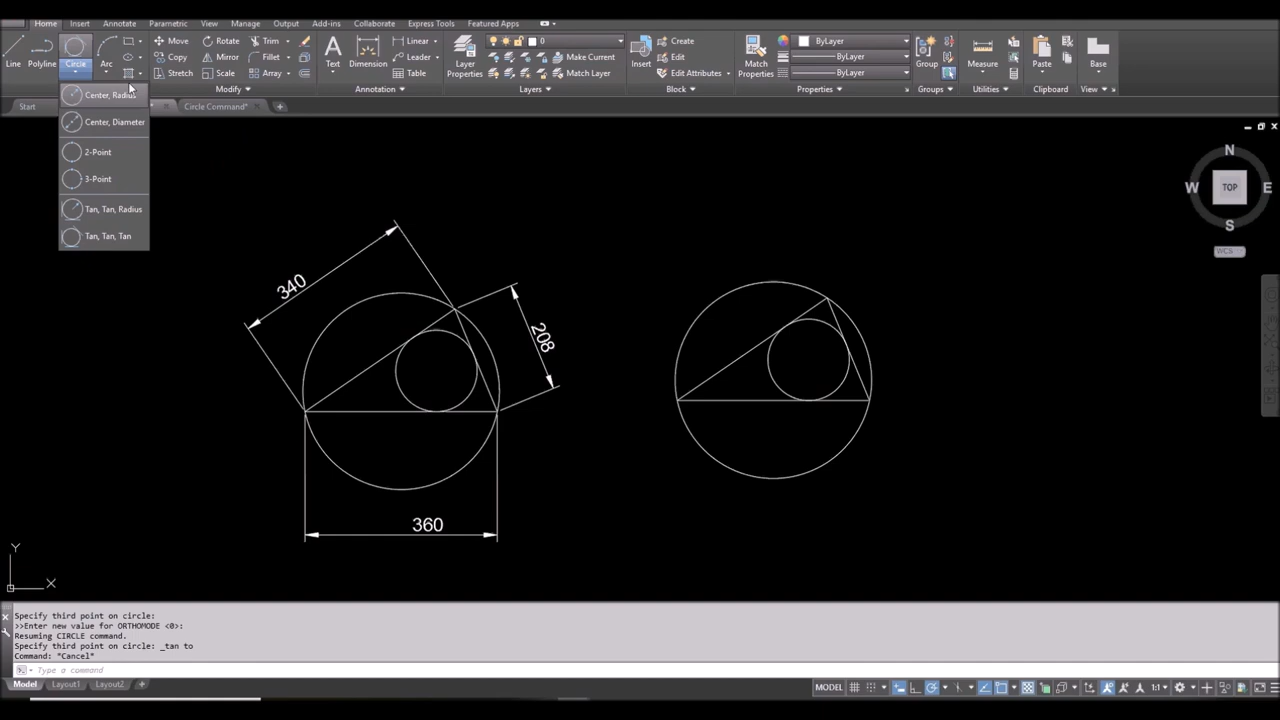 Home Insert Annotate Parametric View Manage Output Add-ins Collaborate Express Tools Featured Apps
Line Polyline Circle Arc
Move Rotate Trim
Copy Mirror Fillet
Stretch Scale Array
Modify
Text Dimension
Linear
Leader
Table
Annotation
Layer Properties
0
Make Current
Match Layer
Layers
Insert
Create
Edit
Edit Attributes
Block
Match Properties
ByLayer
ByLayer
ByLayer
Properties
Group
Groups
Measure
Utilities
Paste
Clipboard
Base
View
Start
Circle Command*
Center, Radius
Center, Diameter
2-Point
3-Point
Tan, Tan, Radius
Tan, Tan, Tan
N
W TOP E
S
340
208
360
Y
X
Specify third point on circle:
>>Enter new value for ORTHOMODE <0>:
Resuming CIRCLE command.
Specify third point on circle: _tan to
Command: *Cancel*
Type a command
Model Layout1 Layout2 +
MODEL 1:1